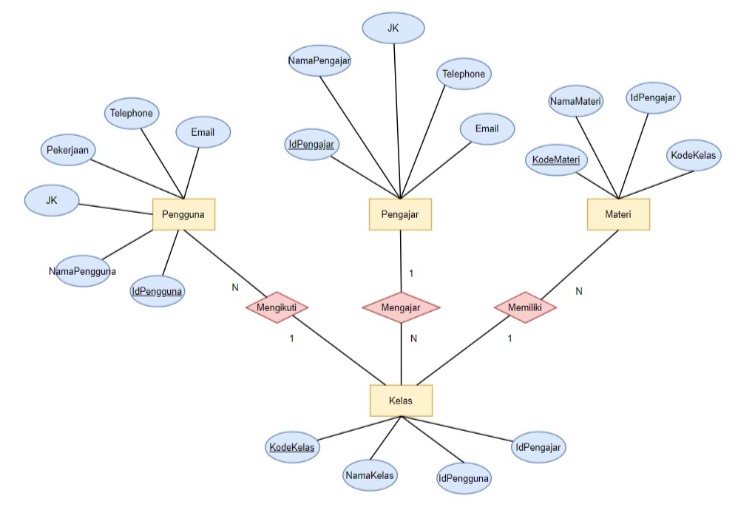 JK
NamaPengajar
Telephone
IdPengajar
Email
Pengajar
Telephone
Email
Pekerjaan
JK
NamaPengguna
IdPengguna
Pengguna
NamaMateri
IdPengajar
KodeMateri
KodeKelas
Materi
N
Mengikuti
1
1
Mengajar
N
N
Memiliki
1
Kelas
KodeKelas
NamaKelas
IdPengguna
IdPengajar